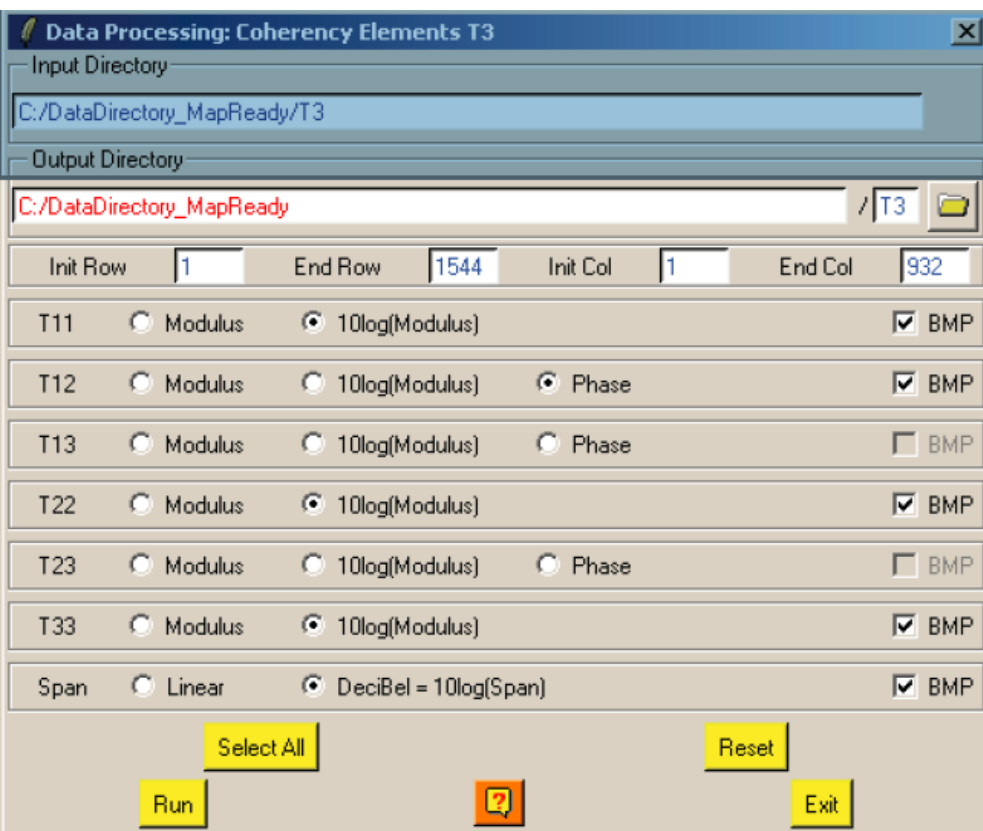 Data Processing: Coherency Elements T3
Input Directory
C:/DataDirectory_MapReady/T3
Output Directory
C:/DataDirectory_MapReady / T3
Init Row 1 End Row 1544 Init Col 1 End Col 932
T11 Modulus 10log(Modulus) BMP
T12 Modulus 10log(Modulus) Phase BMP
T13 Modulus 10log(Modulus) Phase BMP
T22 Modulus 10log(Modulus) BMP
T23 Modulus 10log(Modulus) Phase BMP
T33 Modulus 10log(Modulus) BMP
Span Linear DeciBel = 10log(Span) BMP
Select All Reset
Run ? Exit